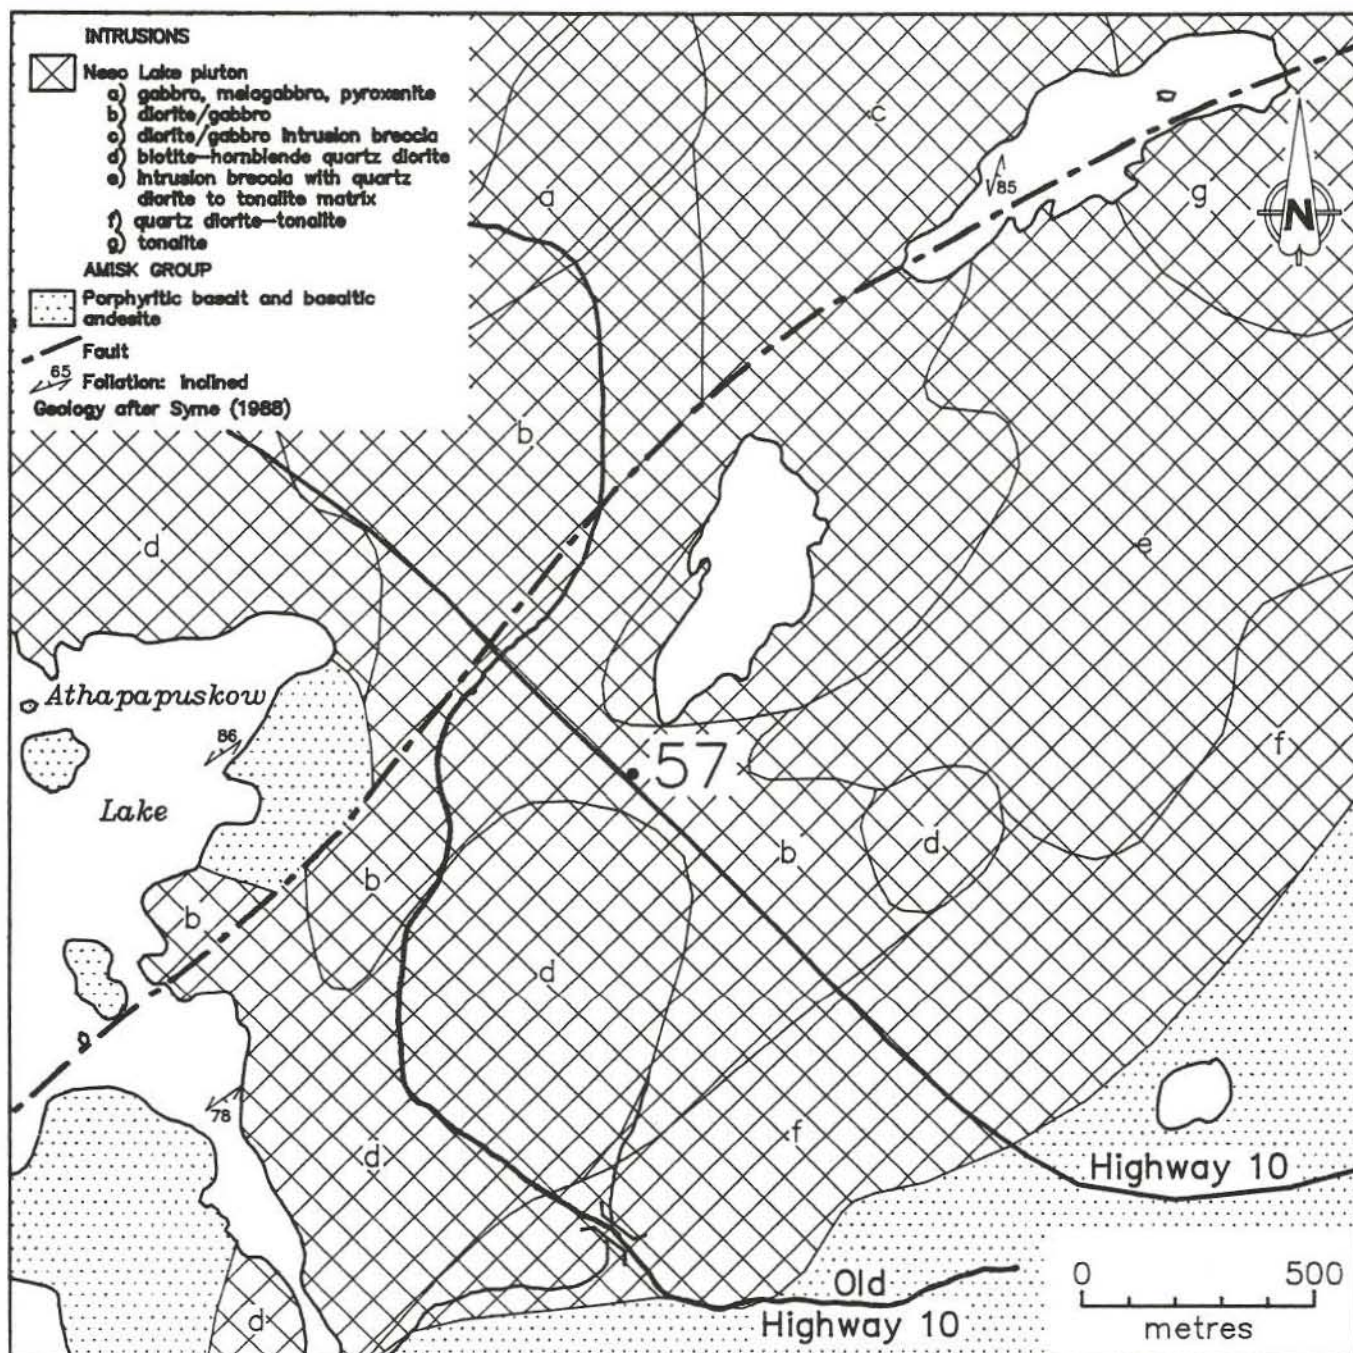 INTRUSIONS
Neso Lake pluton
a) gabbro, melagabbro, pyroxenite
b) diorite/gabbro
c) diorite/gabbro intrusion breccia
d) biotite-hornblende quartz diorite
e) intrusion breccia with quartz
diorite to tonalite matrix
f) quartz diorite-tonalite
g) tonalite
AMISK GROUP
Porphyritic basalt and basaltic
andesite
Fault
65
Foliation: inclined
Geology after Syme (1988)
c
85
g
N
a
b
d
e
Athapapuskow
86
Lake
57
f
b
d
b
b
d
78
d
f
Highway 10
d
Old
Highway 10
0 500
metres